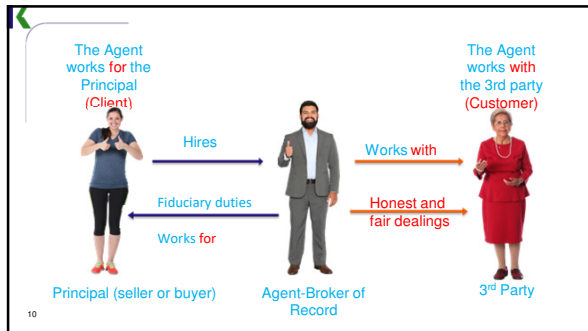 The Agent
works for the
Principal
(Client)
The Agent
works with
the 3rd party
(Customer)
Hires
Works with
Fiduciary duties
Works for
Honest and
fair dealings
Principal (seller or buyer)
Agent-Broker of
Record
3rd Party
10